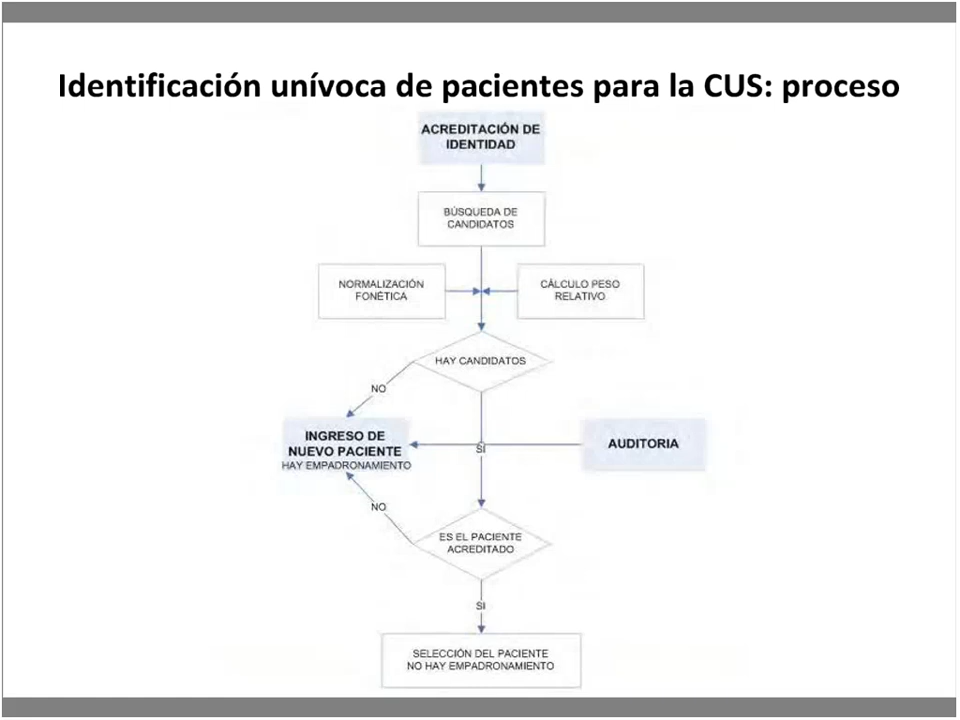 Identificación unívoca de pacientes para la CUS: proceso
ACREDITACIÓN DE
IDENTIDAD
BÚSQUEDA DE
CANDIDATOS
NORMALIZACIÓN
FONÉTICA
CÁLCULO PESO
RELATIVO
HAY CANDIDATOS
NO
INGRESO DE
NUEVO PACIENTE
HAY EMPADRONAMIENTO
SI
AUDITORIA
NO
ES EL PACIENTE
ACREDITADO
SI
SELECCIÓN DEL PACIENTE
NO HAY EMPADRONAMIENTO